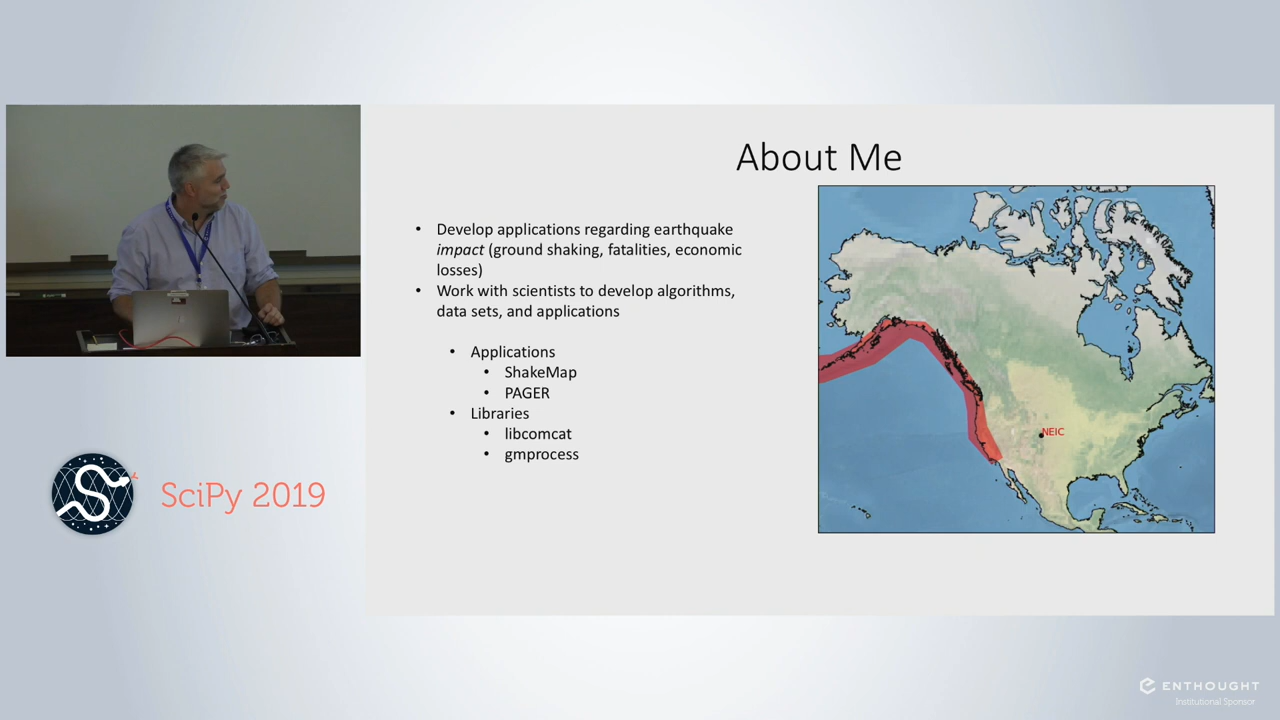 About Me
• Develop applications regarding earthquake
impact (ground shaking, fatalities, economic
losses)
• Work with scientists to develop algorithms,
data sets, and applications
• Applications
• ShakeMap
• PAGER
• Libraries
• libcomcat
• gmprocess
NEIC
SciPy 2019
ENTHOUGHT
Institutional Sponsor